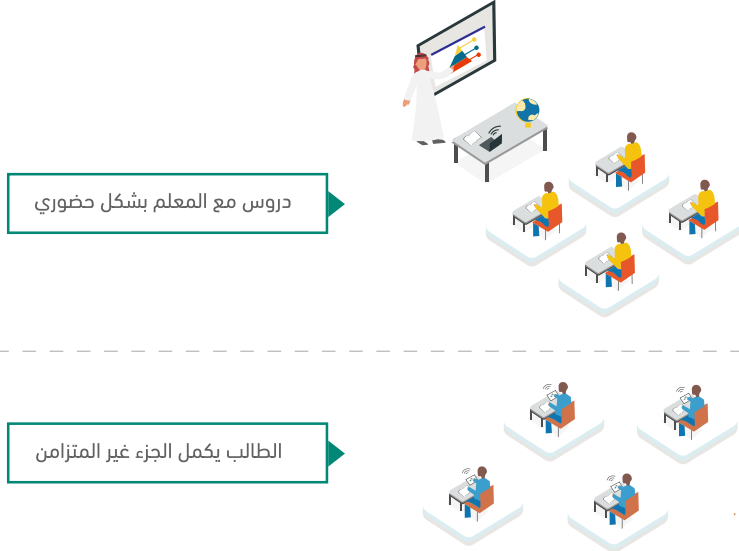 دروس مع المعلم بشكل حضوري
الطالب يكمل الجزء غير المتزامن